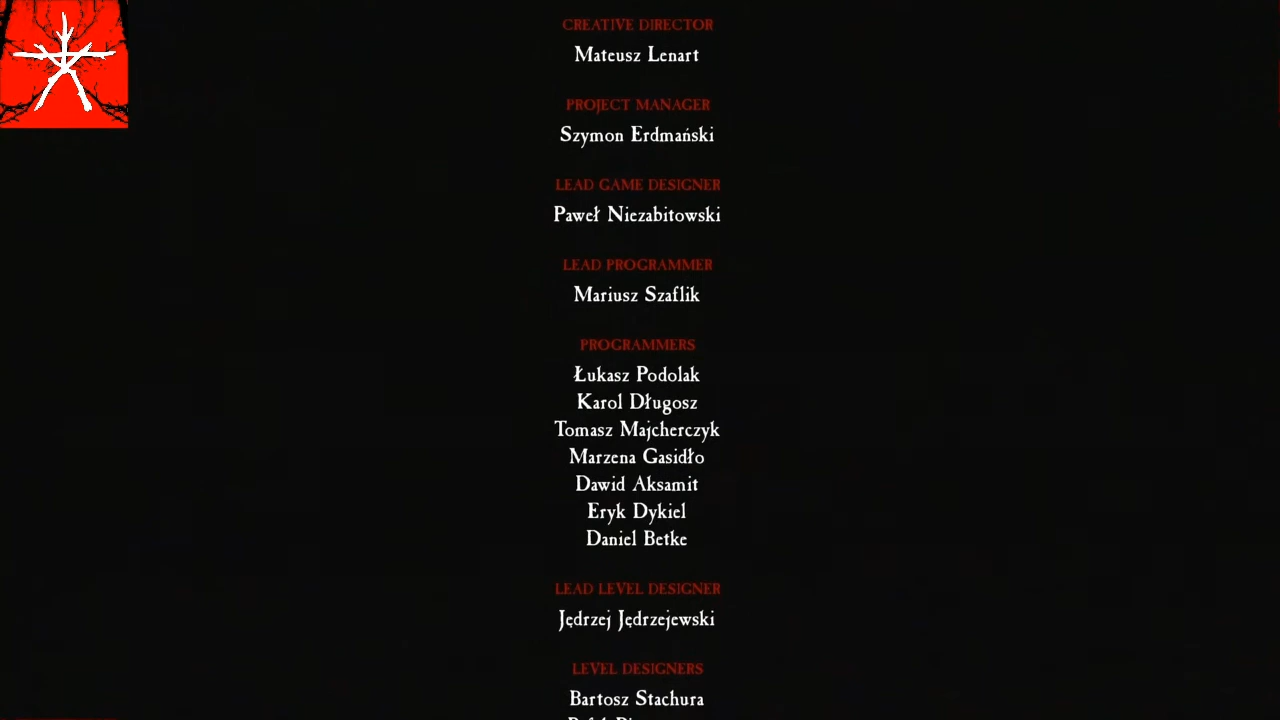 CREATIVE DIRECTOR
Mateusz Lenart
PROJECT MANAGER
Szymon Erdmański
LEAD GAME DESIGNER
Paweł Niezabitowski
LEAD PROGRAMMER
Mariusz Szaflik
PROGRAMMERS
Łukasz Podolak
Karol Długosz
Tomasz Majcherczyk
Marzena Gasidło
Dawid Aksamit
Eryk Dykiel
Daniel Betke
LEAD LEVEL DESIGNER
Jędrzej Jędrzejewski
LEVEL DESIGNERS
Bartosz Stachura